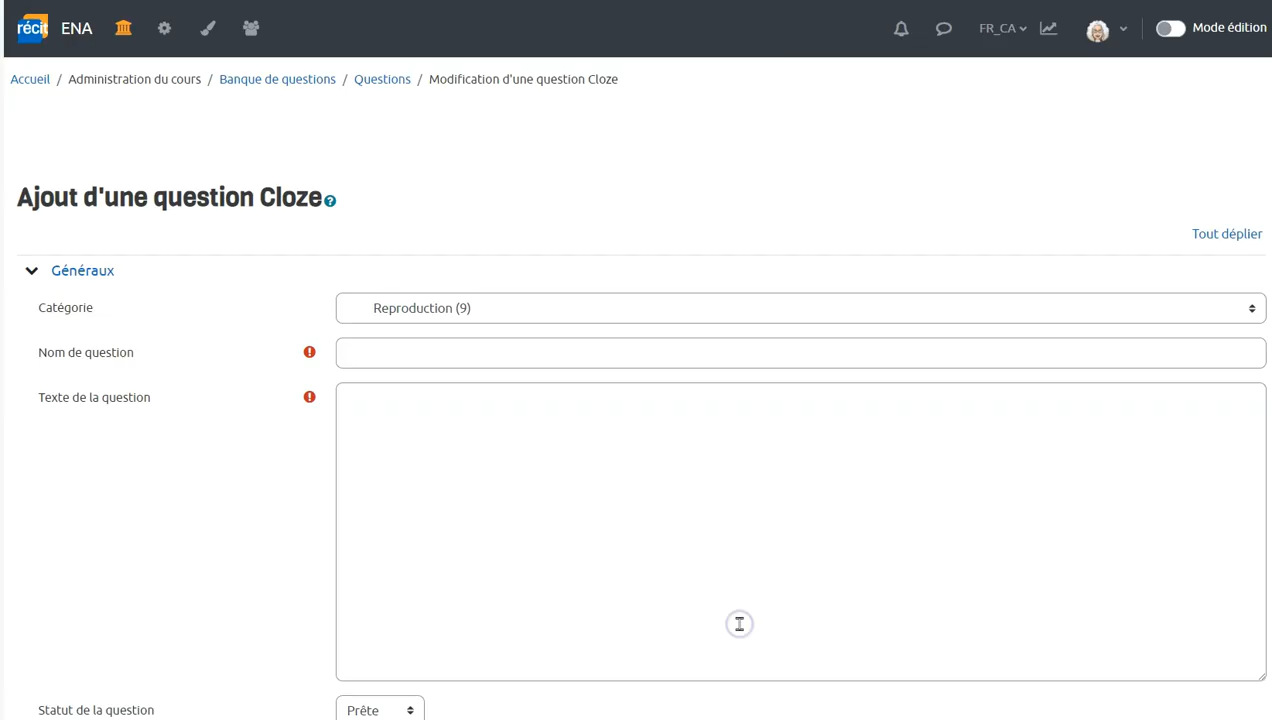 récit ENA FR_CA Mode édition
Accueil / Administration du cours / Banque de questions / Questions / Modification d'une question Cloze
Ajout d'une question Cloze
Tout déplier
Généraux
Catégorie Reproduction (9)
Nom de question
Texte de la question
Statut de la question Prête